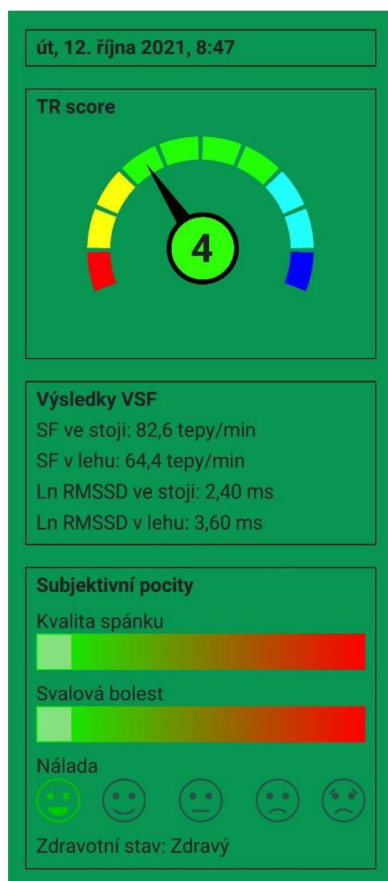 út, 12. října 2021, 8:47
TR score
4
Výsledky VSF
SF ve stoji: 82,6 tepy/min
SF v lehu: 64,4 tepy/min
Ln RMSSD ve stoji: 2,40 ms
Ln RMSSD v lehu: 3,60 ms
Subjektivní pocity
Kvalita spánku
Svalová bolest
Nálada
Zdravotní stav: Zdravý